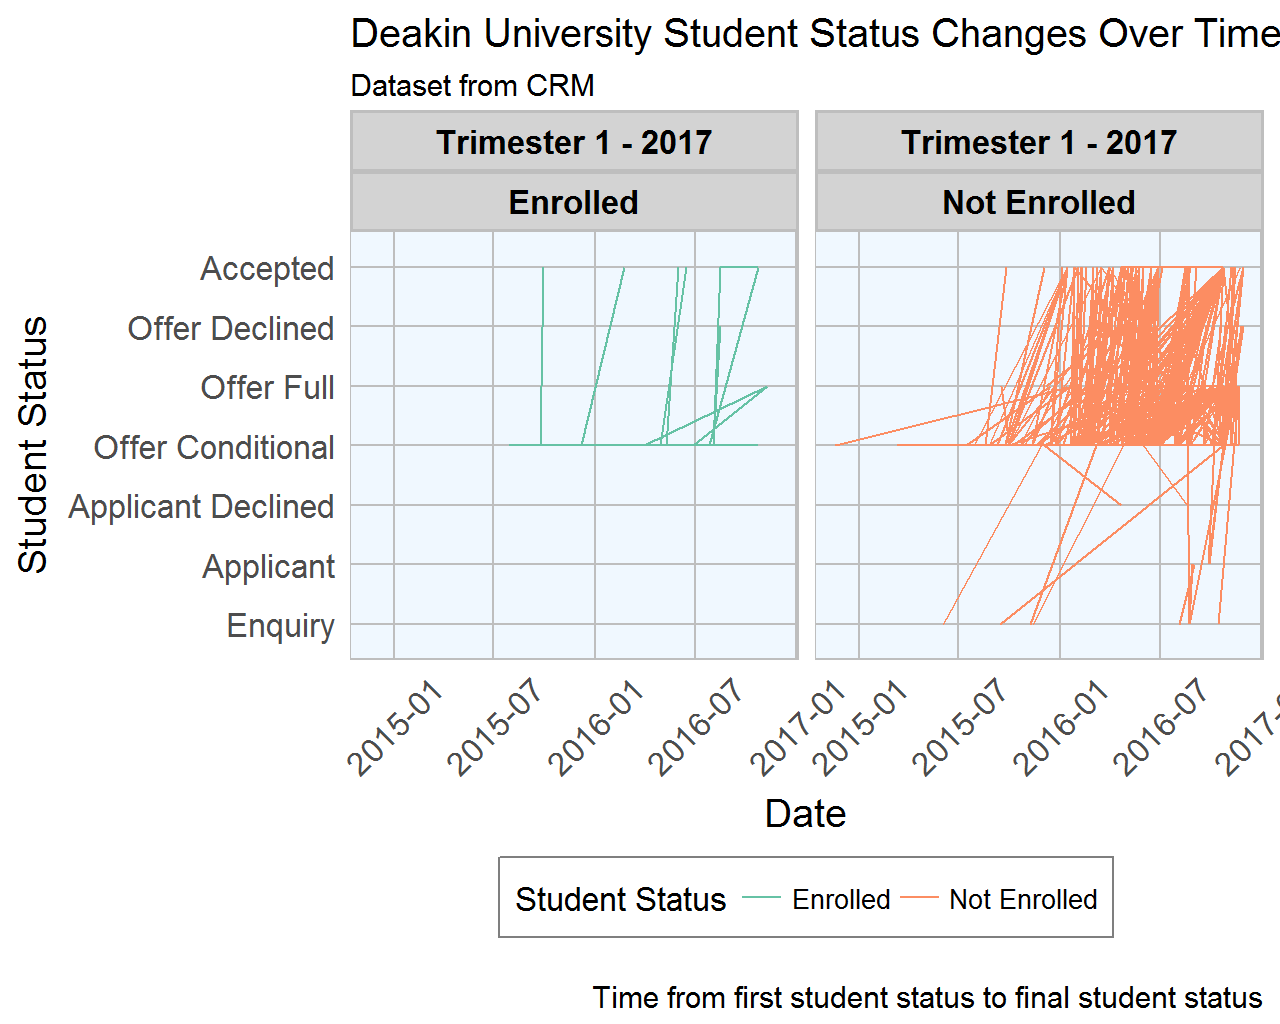 Deakin University Student Status Changes Over Time
Dataset from CRM
Trimester 1 - 2017
Trimester 1 - 2017
Enrolled
Not Enrolled
Student Status
Accepted
Offer Declined
Offer Full
Offer Conditional
Applicant Declined
Applicant
Enquiry
2015-01
2015-07
2016-01
2016-07
2017-01
2015-01
2015-07
2016-01
2016-07
2017-0
Date
Student Status
Enrolled
Not Enrolled
Time from first student status to final student status